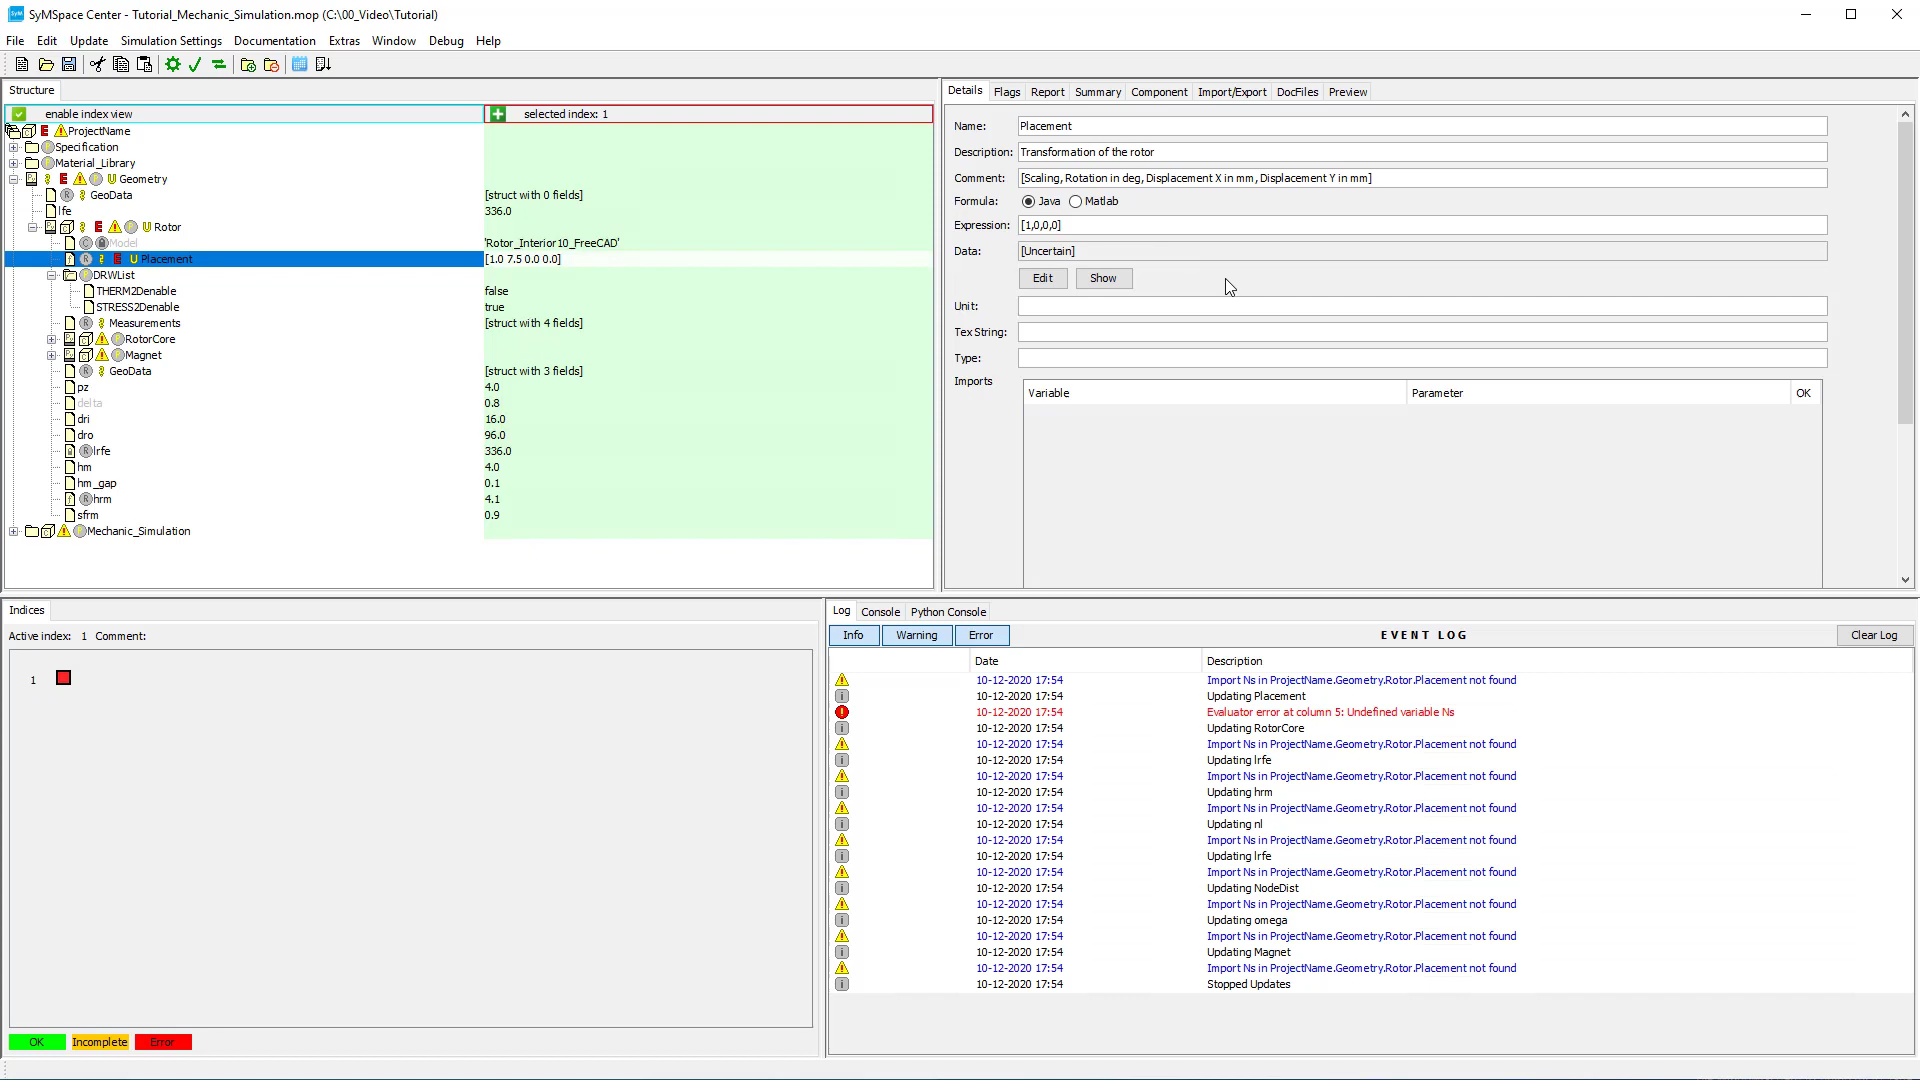 SyMSpace Center - Tutorial_Mechanic_Simulation.mop (C:\00_Video\Tutorial)
File Edit Update Simulation Settings Documentation Extras Window Debug Help
Structure
enable index view
selected index: 1
ProjectName
Specification
Material_Library
Geometry
GeoData [struct with 0 fields]
lfe 336.0
Rotor
Model 'Rotor_Interior10_FreeCAD'
Placement [1.0 7.5 0.0 0.0]
DRWList
THERM2Denable false
STRESS2Denable true
Measurements [struct with 4 fields]
RotorCore
Magnet
GeoData [struct with 3 fields]
pz 4.0
delta 0.8
dri 16.0
dro 96.0
lrfe 336.0
hm 4.0
hm_gap 0.1
hrm 4.1
sfrm 0.9
Mechanic_Simulation
Details Flags Report Summary Component Import/Export DocFiles Preview
Name: Placement
Description: Transformation of the rotor
Comment: [Scaling, Rotation in deg, Displacement X in mm, Displacement Y in mm]
Formula: Java Matlab
Expression: [1,0,0,0]
Data: [Uncertain]
Edit Show
Unit:
Tex String:
Type:
Imports
Variable Parameter OK
Indices
Active index: 1 Comment:
1
OK Incomplete Error
Log Console Python Console
Info Warning Error EVENT LOG Clear Log
Date Description
10-12-2020 17:54 Import Ns in ProjectName.Geometry.Rotor.Placement not found
10-12-2020 17:54 Updating Placement
10-12-2020 17:54 Evaluator error at column 5: Undefined variable Ns
10-12-2020 17:54 Updating RotorCore
10-12-2020 17:54 Import Ns in ProjectName.Geometry.Rotor.Placement not found
10-12-2020 17:54 Updating lrfe
10-12-2020 17:54 Import Ns in ProjectName.Geometry.Rotor.Placement not found
10-12-2020 17:54 Updating hrm
10-12-2020 17:54 Import Ns in ProjectName.Geometry.Rotor.Placement not found
10-12-2020 17:54 Updating nl
10-12-2020 17:54 Import Ns in ProjectName.Geometry.Rotor.Placement not found
10-12-2020 17:54 Updating lrfe
10-12-2020 17:54 Import Ns in ProjectName.Geometry.Rotor.Placement not found
10-12-2020 17:54 Updating NodeDist
10-12-2020 17:54 Import Ns in ProjectName.Geometry.Rotor.Placement not found
10-12-2020 17:54 Updating omega
10-12-2020 17:54 Import Ns in ProjectName.Geometry.Rotor.Placement not found
10-12-2020 17:54 Updating Magnet
10-12-2020 17:54 Import Ns in ProjectName.Geometry.Rotor.Placement not found
10-12-2020 17:54 Stopped Updates